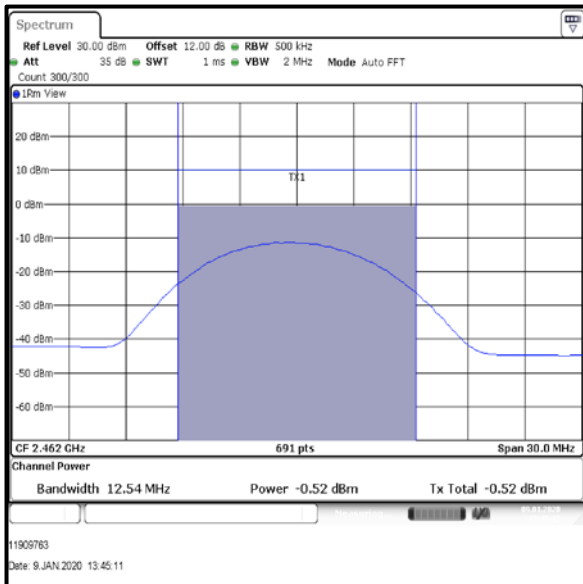 Spectrum
Ref Level 30.00 dBm Offset 12.00 dB RBW 500 kHz
Att 35 dB SWT 1 ms VBW 2 MHz Mode Auto FFT
Count 300/300
1Rm View
20 dBm
10 dBm
TX1
0 dBm
-10 dBm
-20 dBm
-30 dBm
-40 dBm
-50 dBm
-60 dBm
CF 2.462 GHz 691 pts Span 30.0 MHz
Channel Power
Bandwidth 12.54 MHz Power -0.52 dBm Tx Total -0.52 dBm
11909763
Date: 9.JAN.2020 13:45:11